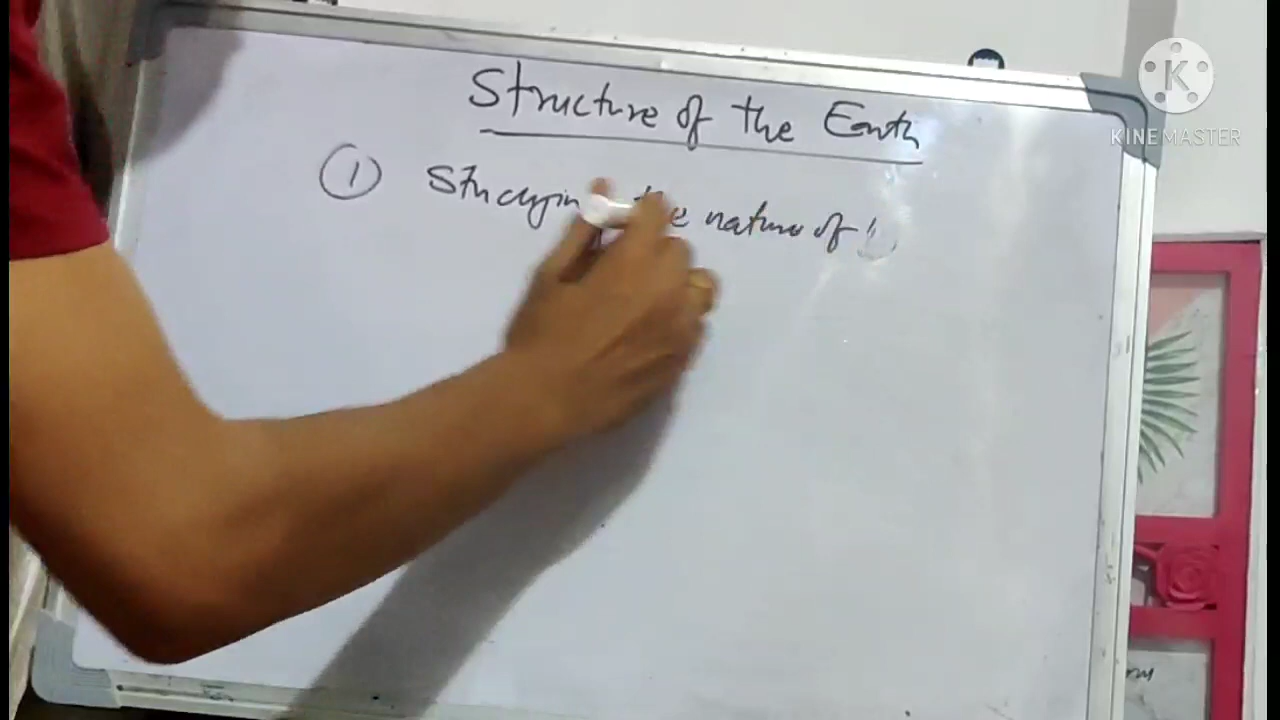 Structure of the Earth
① Studying the nature of
K
KINEMASTER